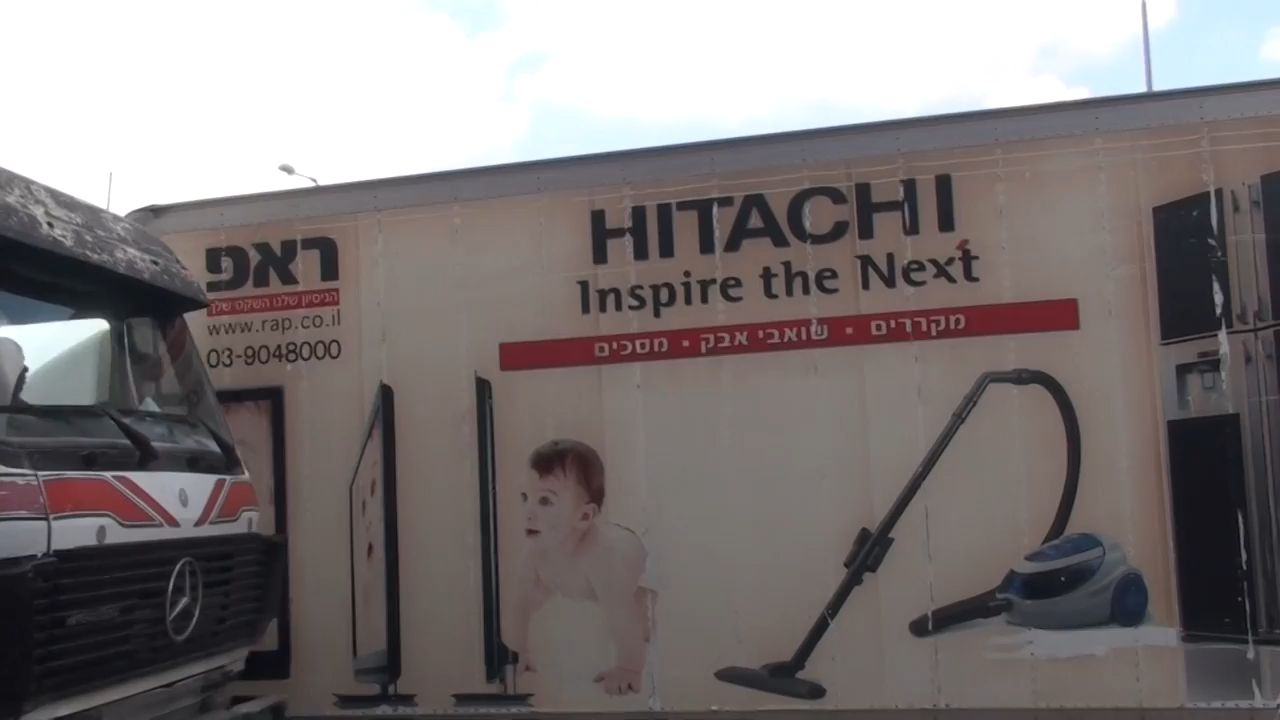 HITACHI
Inspire the Next
מקררים ▪ שואבי אבק ▪ מסכים
ראפ
הניסיון שלנו השקט שלך
www.rap.co.il
03-9048000